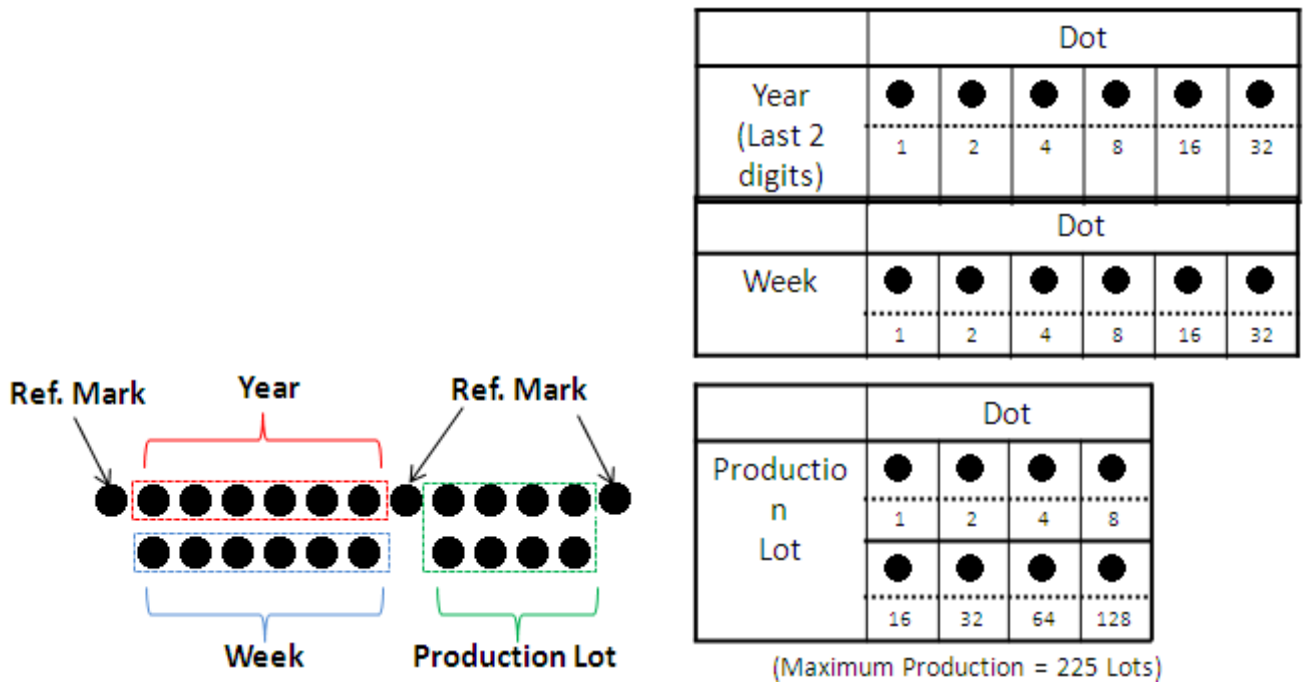 Dot
Year
(Last 2
digits)
1 2 4 8 16 32
Dot
Week
1 2 4 8 16 32
Ref. Mark
Year
Ref. Mark
Week
Production Lot
Dot
Productio
n
Lot
1 2 4 8
16 32 64 128
(Maximum Production = 225 Lots)